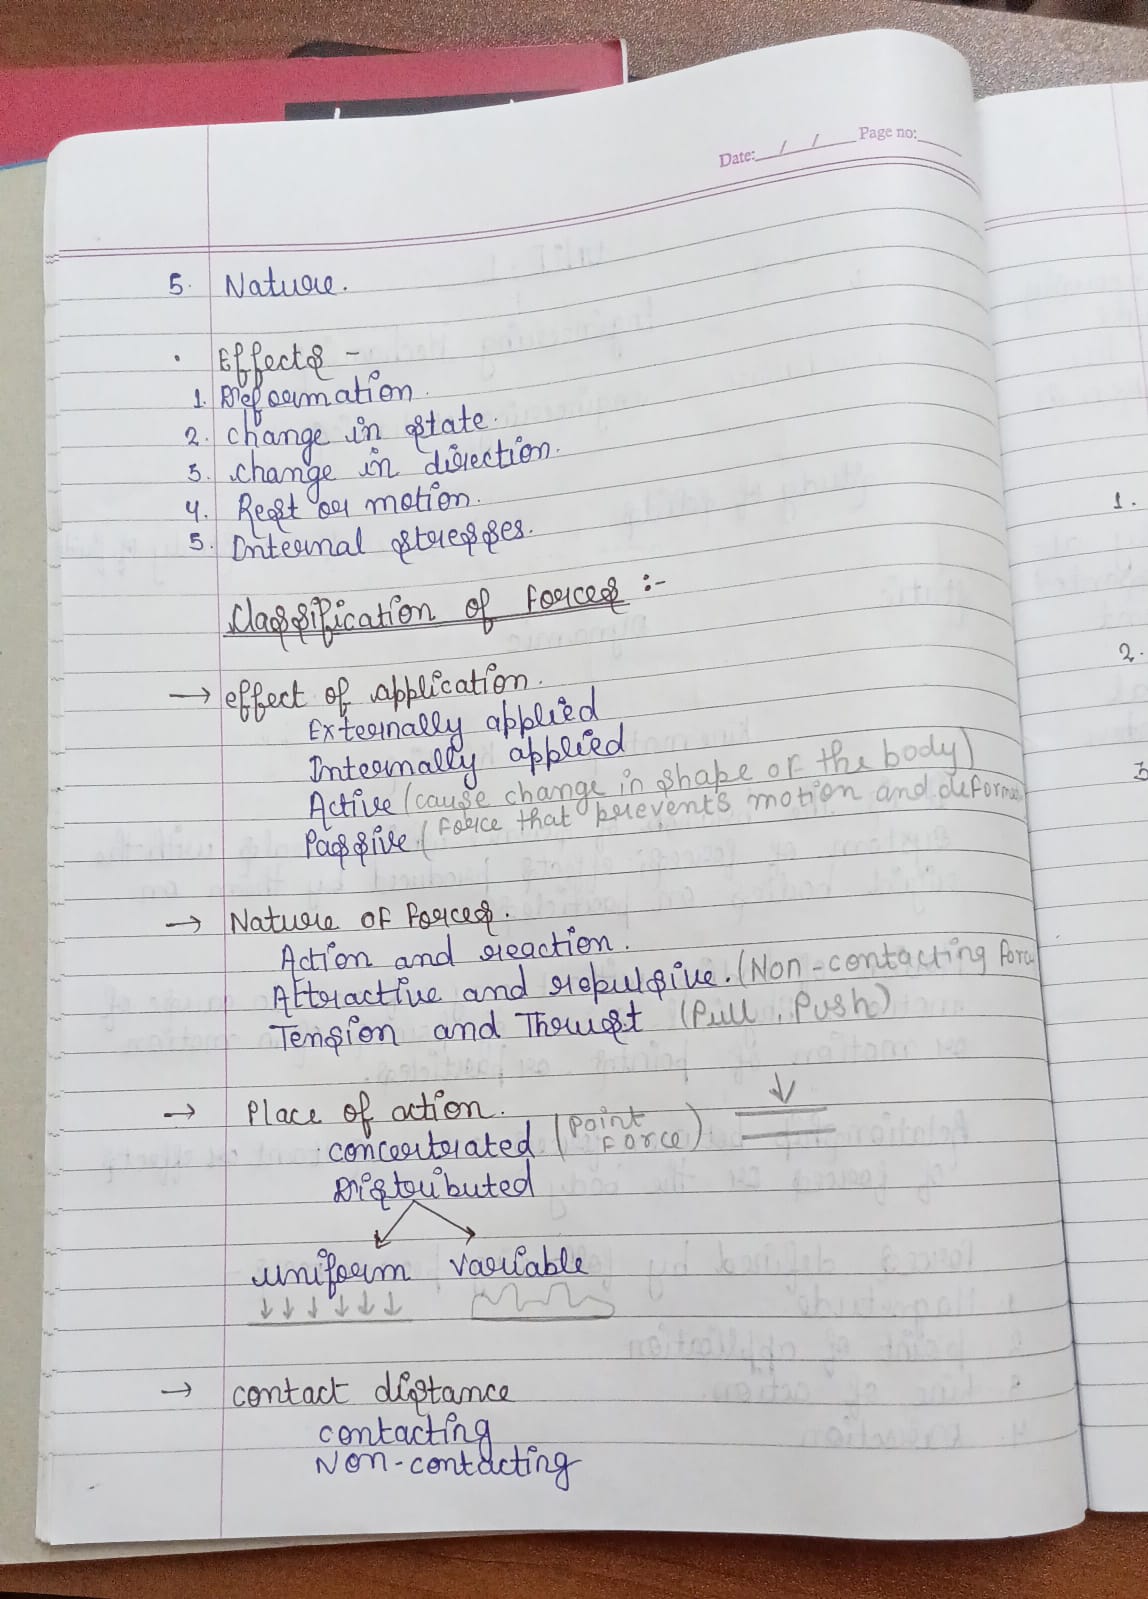 Date: / / Page no:
5. Nature.
. Effects -
1. Deformation.
2. change in state.
3. change in direction.
4. Rest or motion.
5. Internal stresses.
Classification of forces :-
→ effect of application.
Externally applied
Internally applied
Active (cause change in shape of the body)
Passive (force that prevents motion and
→ Nature of forces.
Action and reaction.
Attractive and repulsive. (Non-contacting
Tension and Thrust (Pull, Push)
→ Place of action.
concertrated (Point Force)
Distributed
uniform variable
→ contact distance
contacting
Non-contacting
1.
2.
3